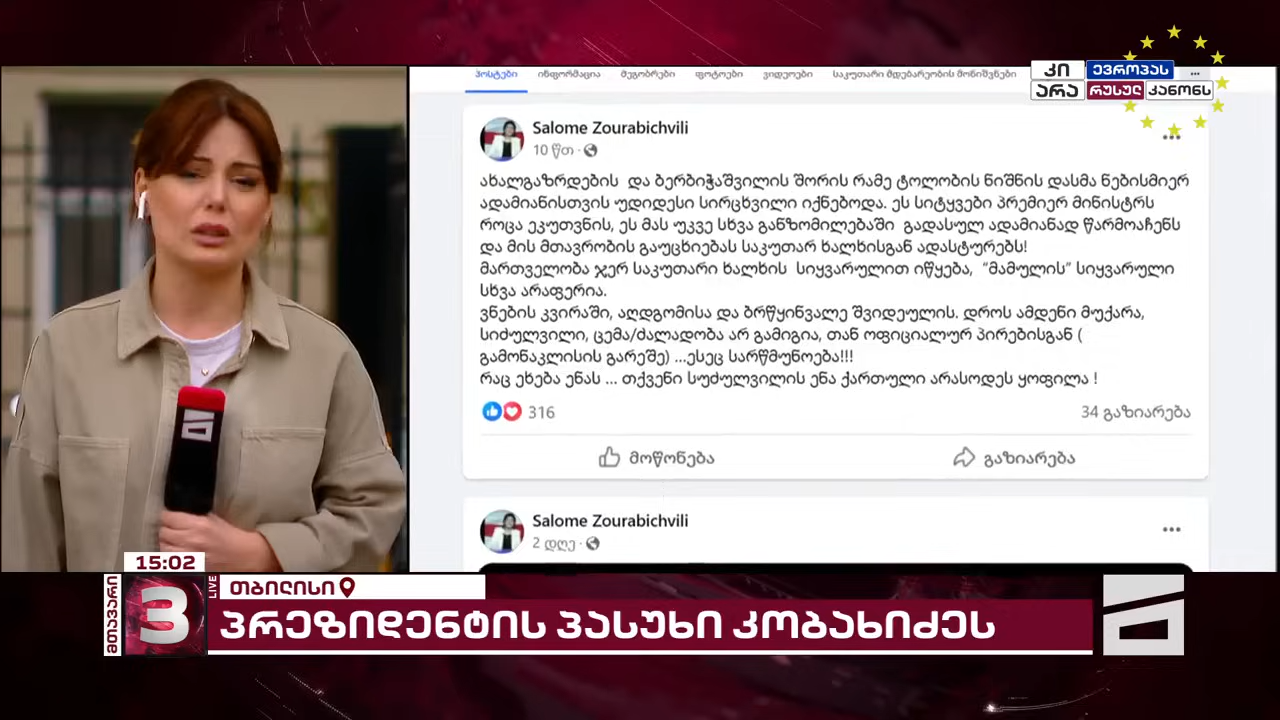 პოსტები ინფორმაცია მეგობრები ფოტოები ვიდეოები საკუთარი მდებარეობის მონიშვნები
კი ევროპას ...
არა რუსულ კანონს
Salome Zourabichvili
10 წთ
ახალგაზრდების და ბერბიჭაშვილის შორის რამე ტოლობის ნიშნის დასმა ნებისმიერ
ადამიანისთვის უდიდესი სირცხვილი იქნებოდა. ეს სიტყვები პრემიერ მინისტრს
როცა ეკუთვნის, ეს მას უკვე სხვა განზომილებაში გადასულ ადამიანად წარმოაჩენს
და მის მთავრობის გაუცხიებას საკუთარ ხალხისგან ადასტურებს!
მართველობა ჯერ საკუთარი ხალხის სიყვარულით იწყება, “მამულის” სიყვარული
სხვა არაფერია.
ვნების კვირაში, აღდგომისა და ბრწყინვალე შვიდეულის. დროს ამდენი მუქარა,
სიძულვილი, ცემა/ძალადობა არ გამიგია, თან ოფიციალურ პირებისგან (
გამონაკლისის გარეშე) ...ესეც სარწმუნოება!!!
რაც ეხება ენას ... თქვენი სუძულვილის ენა ქართული არასოდეს ყოფილა !
316
34 გაზიარება
მოწონება
გაზიარება
Salome Zourabichvili
2 დღე
15:02
მთავარი
3
LIVE
თბილისი
პრეზიდენტის პასუხი კობახიძეს